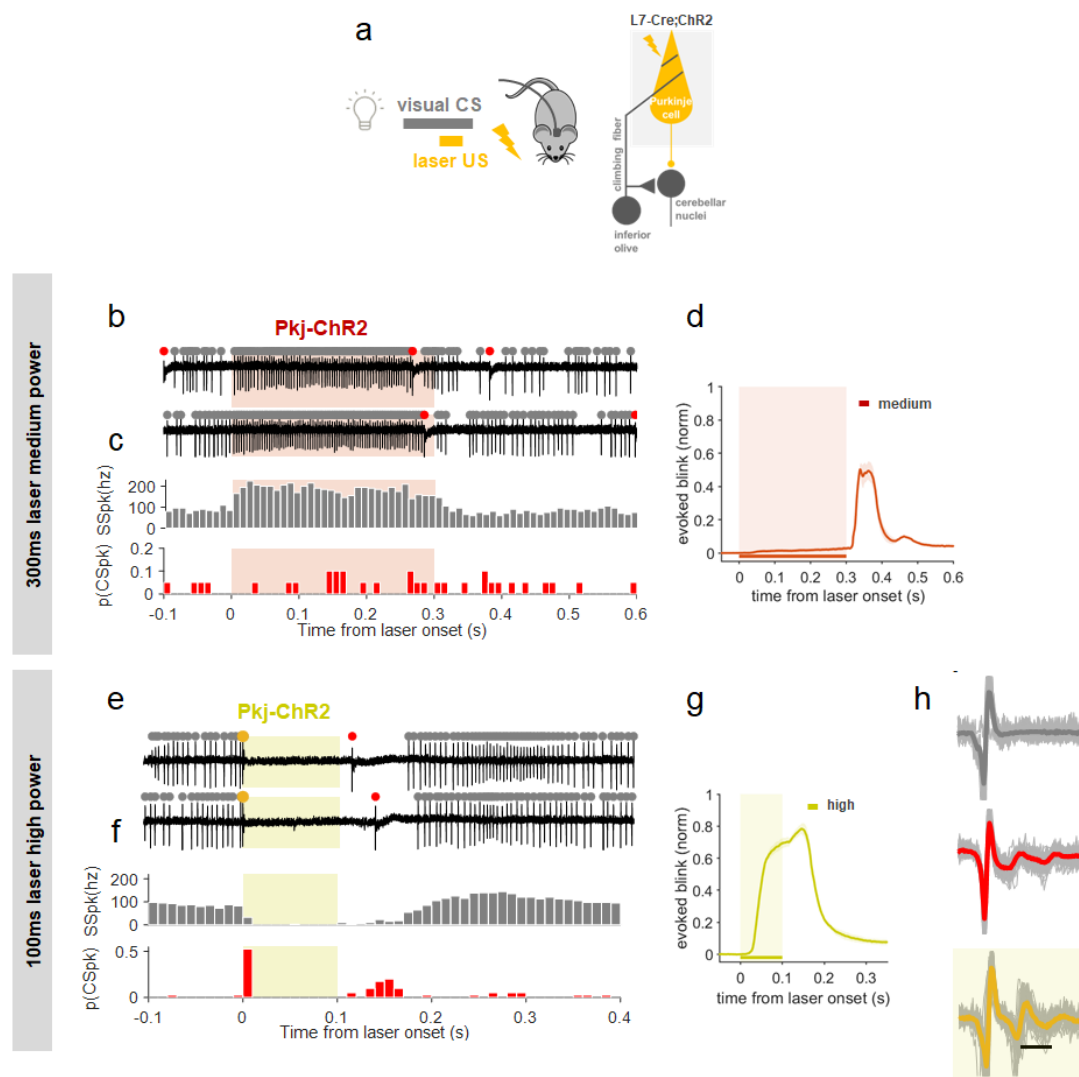 a
L7-Cre;ChR2
visual CS
laser US
Purkinje
cell
climbing fiber
cerebellar
nuclei
inferior
olive
300ms laser medium power
b
Pkj-ChR2
c
200
100
0
SSpk(hz)
0.2
0.1
0
p(CSpk)
-0.1
0
0.1
0.2
0.3
0.4
0.5
0.6
Time from laser onset (s)
d
medium
1
0.8
0.6
0.4
0.2
0
evoked blink (norm)
0
0.1
0.2
0.3
0.4
0.5
0.6
time from laser onset (s)
100ms laser high power
e
Pkj-ChR2
f
200
100
0
SSpk(hz)
0.5
0
p(CSpk)
-0.1
0
0.1
0.2
0.3
0.4
Time from laser onset (s)
g
high
1
0.8
0.6
0.4
0.2
0
evoked blink (norm)
0
0.1
0.2
0.3
time from laser onset (s)
h